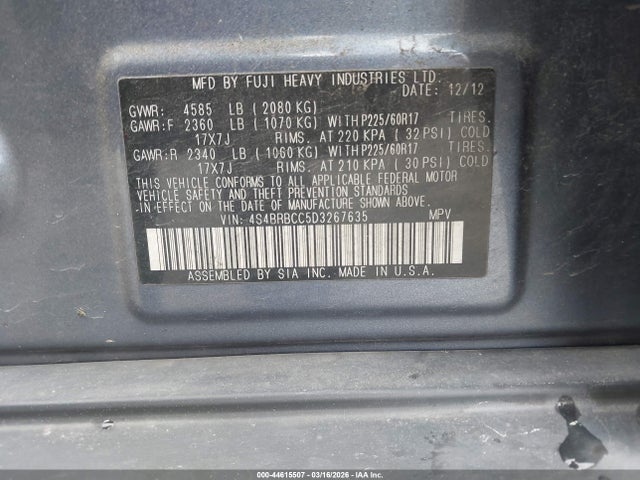 MFD BY FUJI HEAVY INDUSTRIES LTD.
DATE: 12/12
GVWR: 4585 LB (2080 KG)
GAWR:F 2360 LB (1070 KG) WITH P225/60R17 TIRES.
17X7J RIMS. AT 220 KPA (32 PSI) COLD
GAWR:R 2340 LB (1060 KG) WITH P225/60R17 TIRES.
17X7J RIMS. AT 210 KPA (30 PSI) COLD
THIS VEHICLE CONFORMS TO ALL APPLICABLE FEDERAL MOTOR
VEHICLE SAFETY AND THEFT PREVENTION STANDARDS
IN EFFECT ON THE DATE OF MANUFACTURE SHOWN ABOVE.
VIN: 4S4BRBCC5D3267635 MPV
ASSEMBLED BY SIA INC. MADE IN U.S.A.
000-44615507 - 03/16/2026 - IAA Inc.